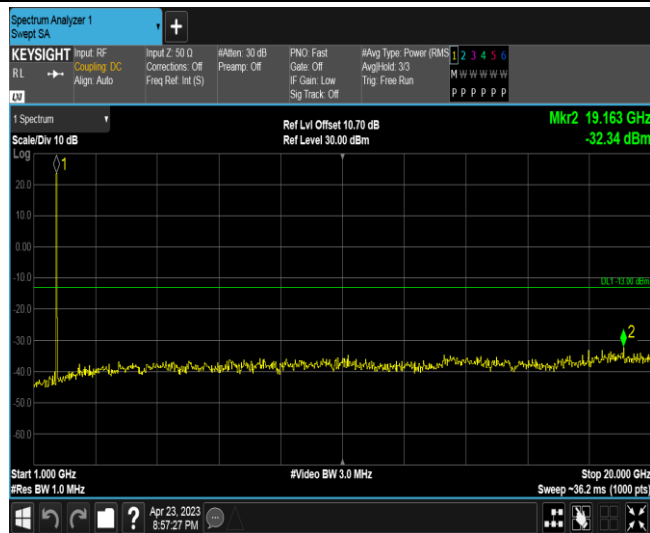 Spectrum Analyzer 1
Swept SA
+
KEYSIGHT
RL
LXI
Input: RF
Coupling: DC
Align: Auto
Input Z: 50 Ω
Corrections: Off
Freq Ref: Int (S)
#Atten: 30 dB
Preamp: Off
PNO: Fast
Gate: Off
IF Gain: Low
Sig Track: Off
#Avg Type: Power (RMS
Avg|Hold: 3/3
Trig: Free Run
1 2 3 4 5 6
M W W W W W
P P P P P P
1 Spectrum
Scale/Div 10 dB
Log
Ref Lvl Offset 10.70 dB
Ref Level 30.00 dBm
Mkr2 19.163 GHz
-32.34 dBm
1
20.0
10.0
0.00
-10.0
DL1 -13.00 dBm
-20.0
-30.0
2
-40.0
-50.0
-60.0
Start 1.000 GHz
#Res BW 1.0 MHz
#Video BW 3.0 MHz
Stop 20.000 GHz
Sweep ~36.2 ms (1000 pts)
?
Apr 23, 2023
8:57:27 PM